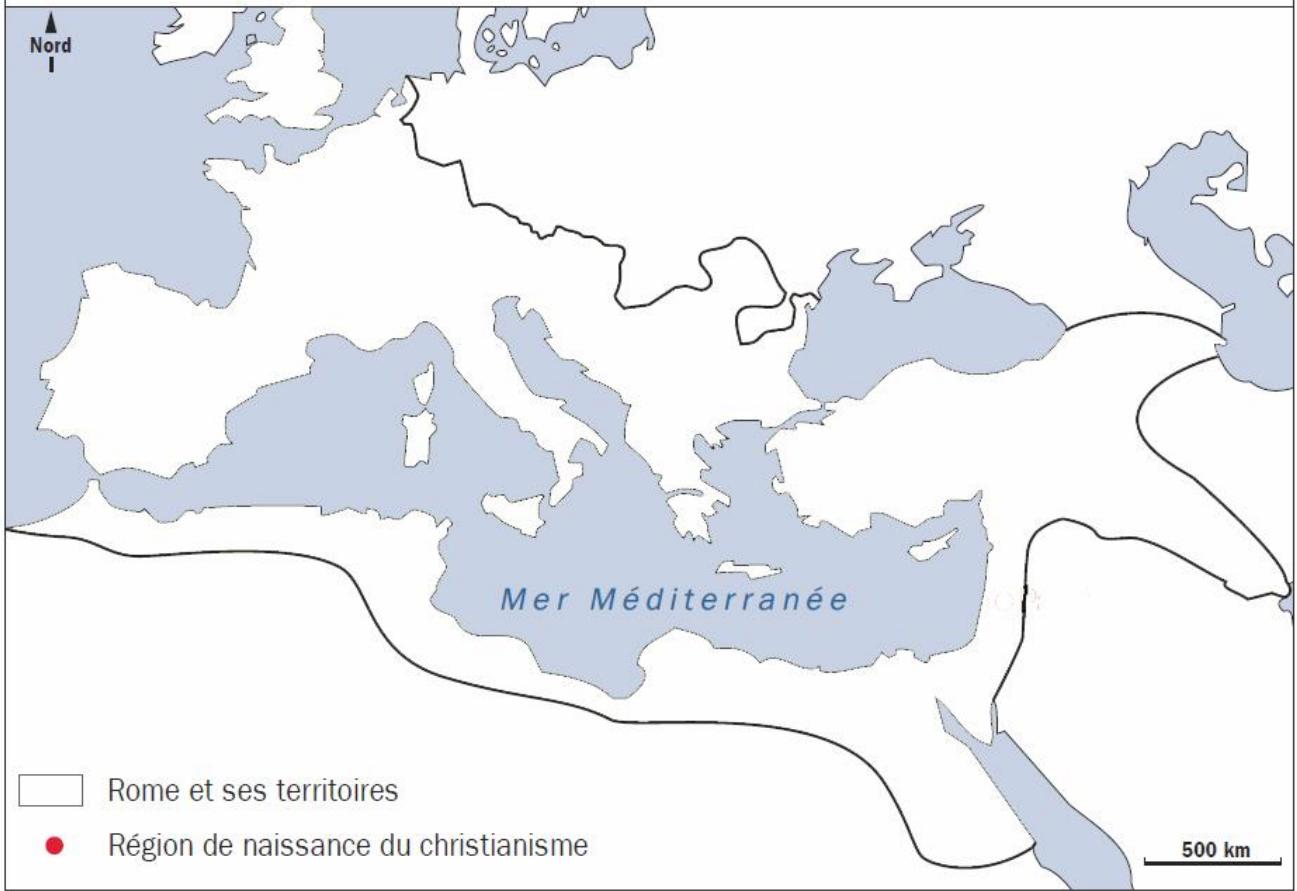 Nord
Mer Méditerranée
Rome et ses territoires
Région de naissance du christianisme
500 km